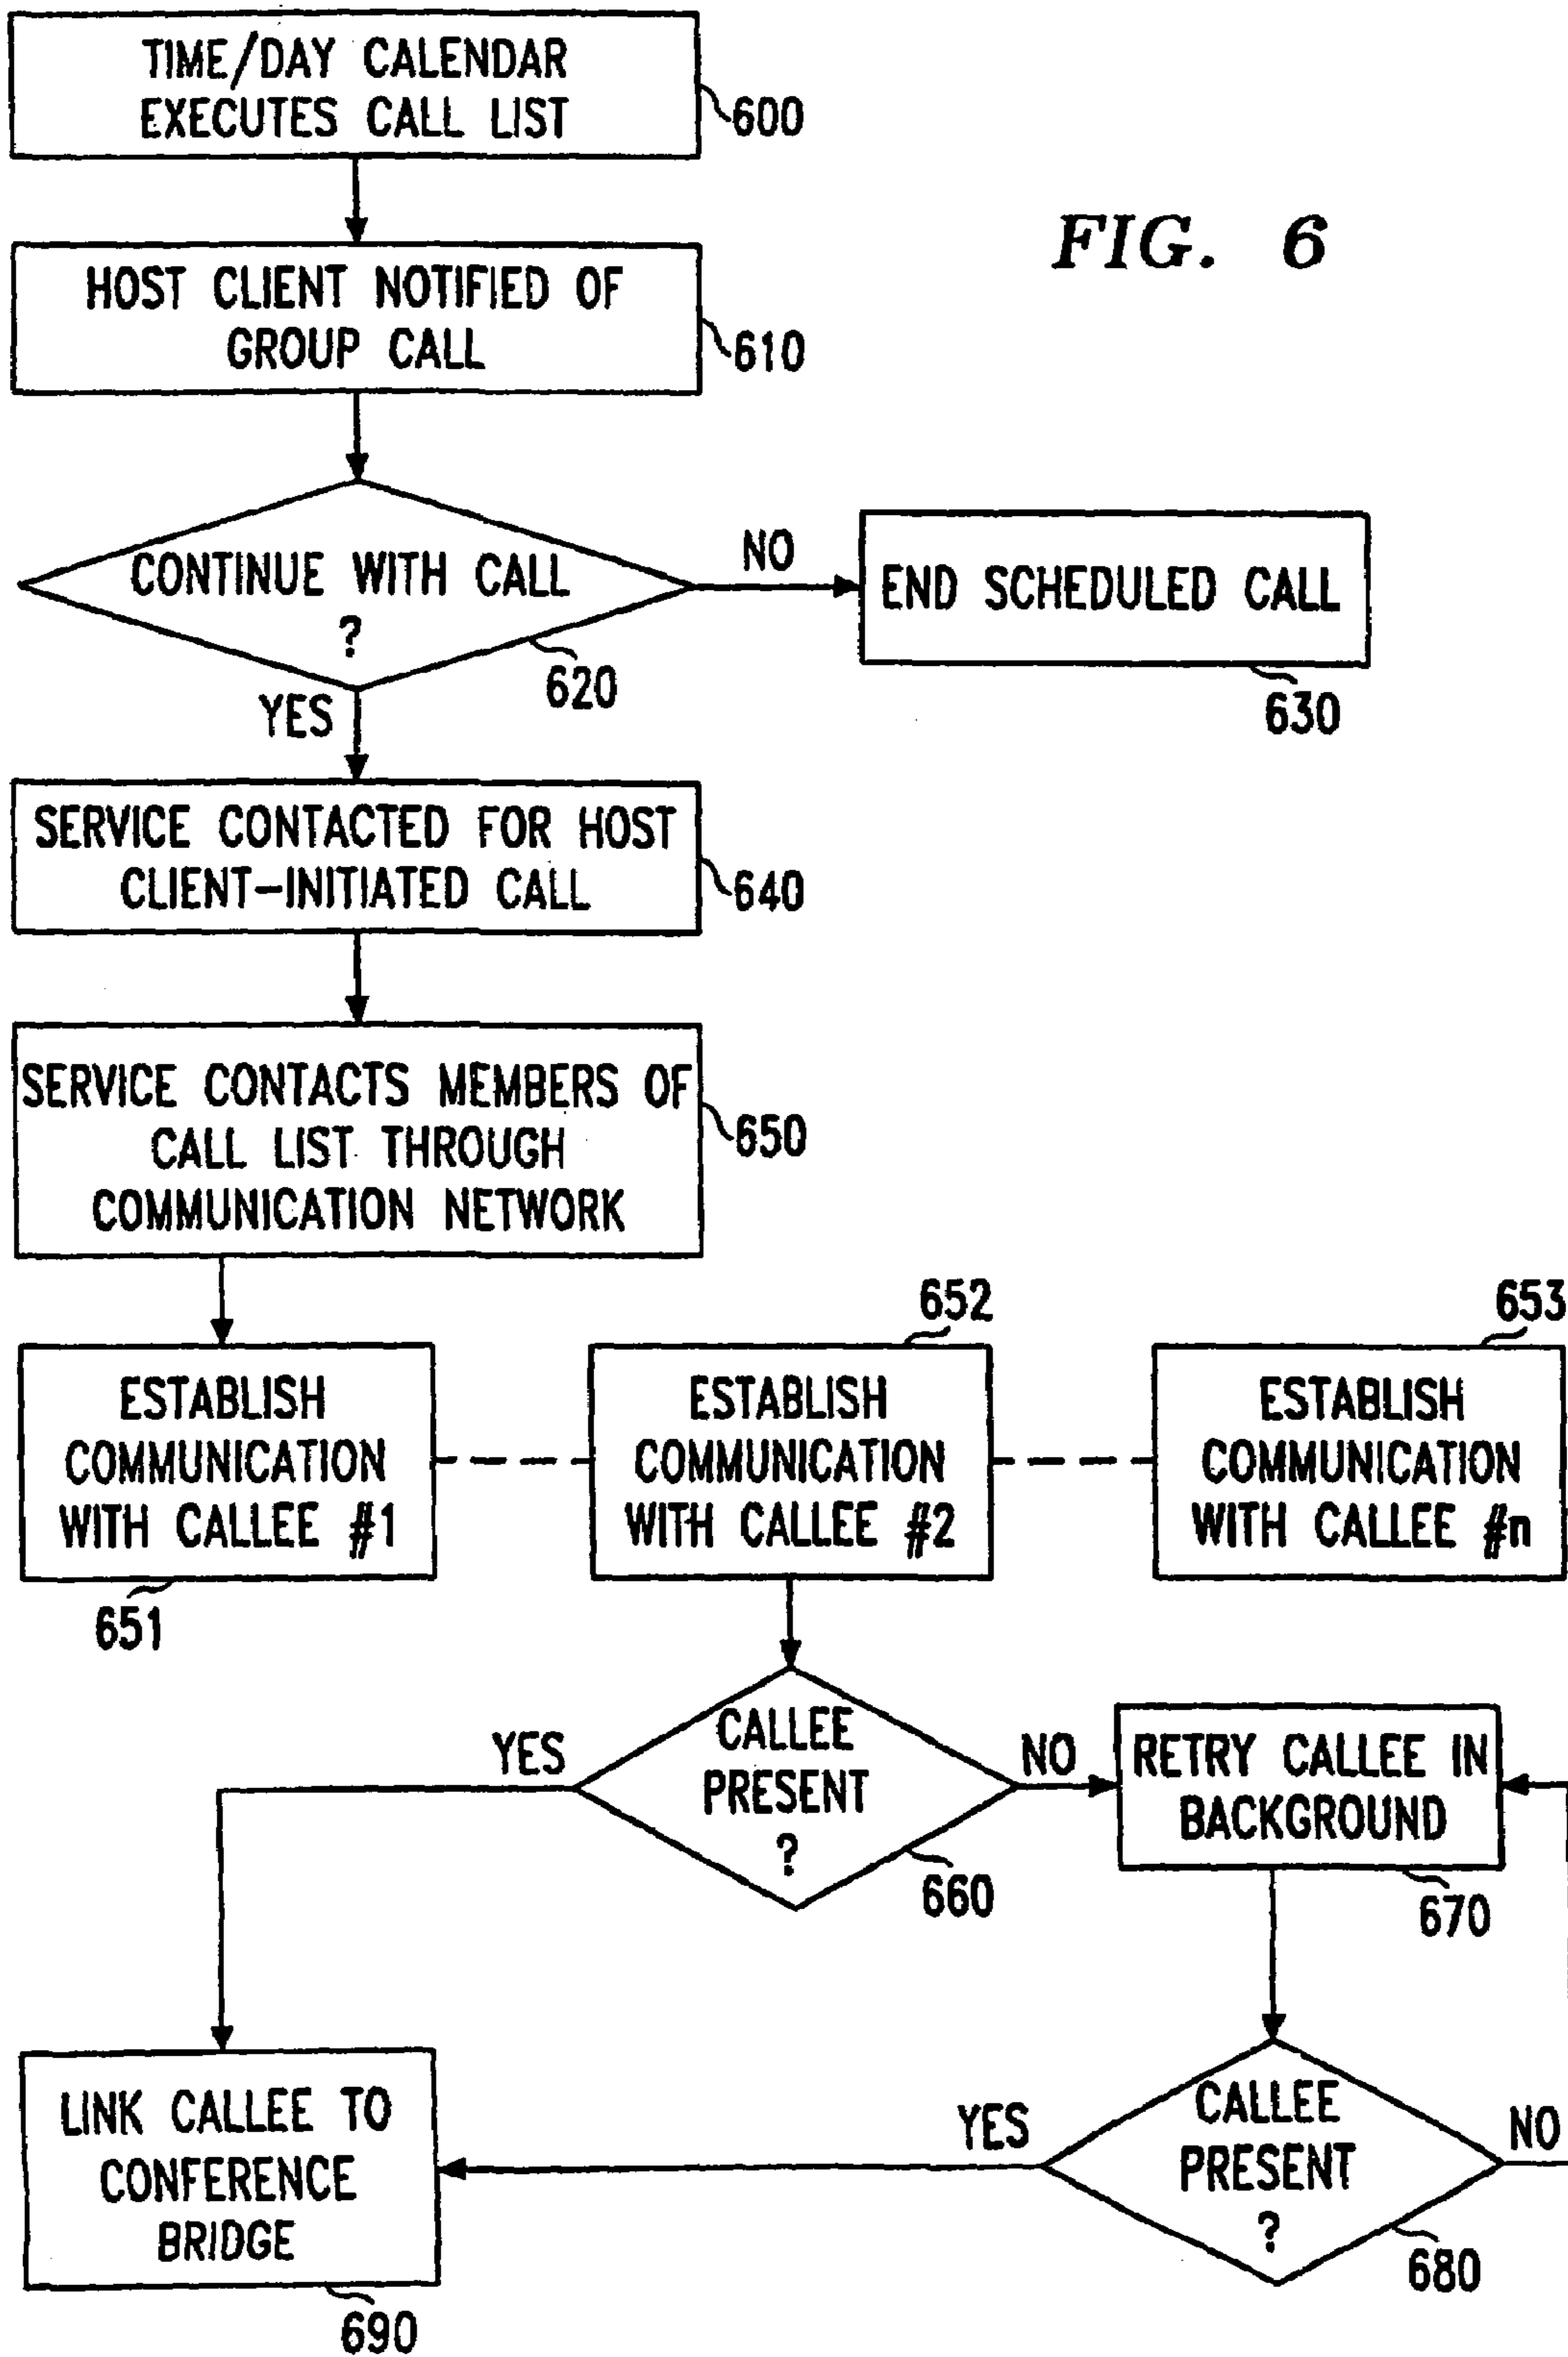 TIME/DAY CALENDAR
EXECUTES CALL LIST
600
FIG. 6
HOST CLIENT NOTIFIED OF
GROUP CALL
610
CONTINUE WITH CALL
?
620
NO
END SCHEDULED CALL
630
YES
SERVICE CONTACTED FOR HOST
CLIENT-INITIATED CALL
640
SERVICE CONTACTS MEMBERS OF
CALL LIST THROUGH
COMMUNICATION NETWORK
650
ESTABLISH
COMMUNICATION
WITH CALLEE #1
651
652
ESTABLISH
COMMUNICATION
WITH CALLEE #2
653
ESTABLISH
COMMUNICATION
WITH CALLEE #n
YES
CALLEE
PRESENT
?
660
NO
RETRY CALLEE IN
BACKGROUND
670
LINK CALLEE TO
CONFERENCE
BRIDGE
690
YES
CALLEE
PRESENT
?
680
NO